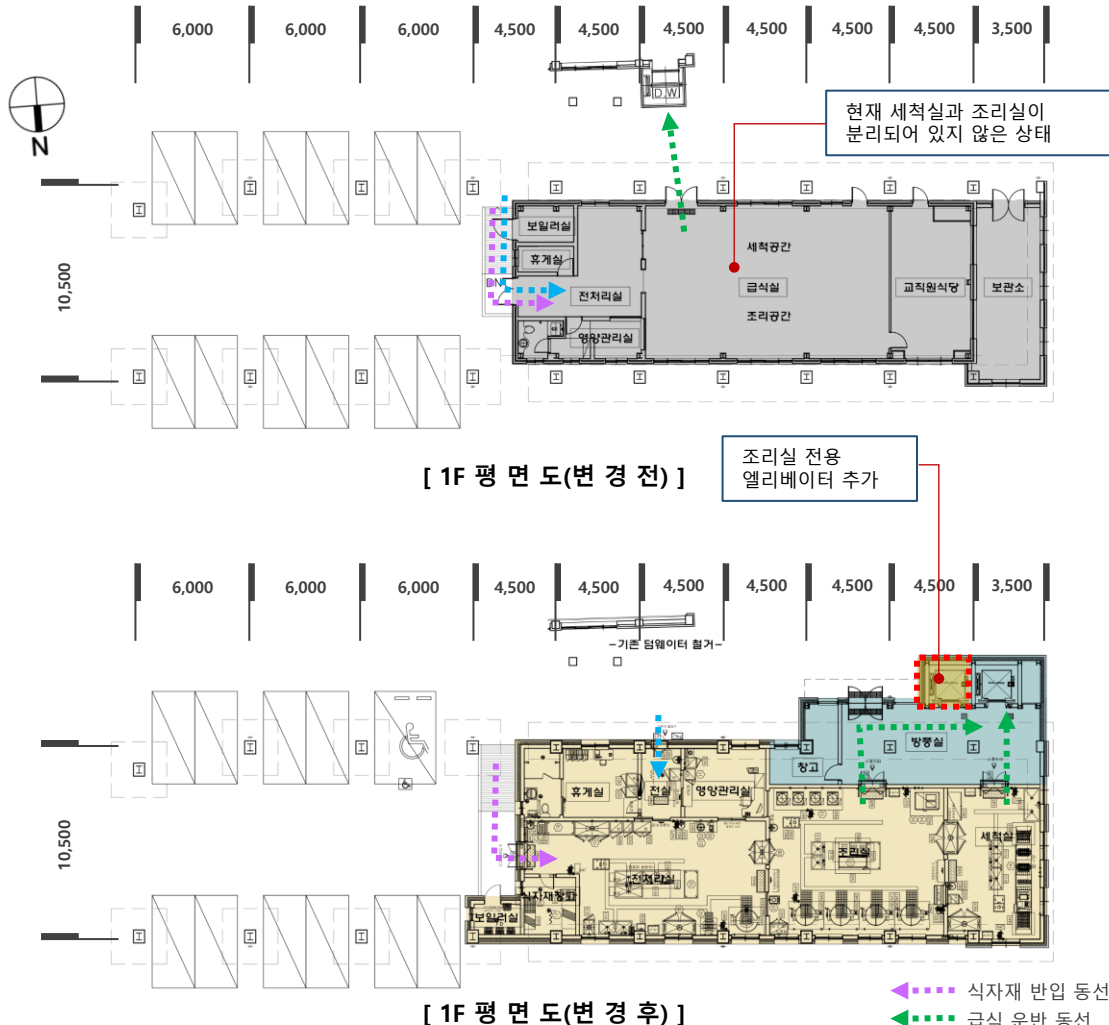 6,000 6,000 6,000 4,500 4,500 4,500 4,500 4,500 4,500 3,500
N
D.W
현재 세척실과 조리실이
분리되어 있지 않은 상태
보일러실
휴게실
DN
전처리실
영양관리실
세척공간
급식실
조리공간
교직원식당
보관소
10,500
[ 1F 평 면 도(변 경 전) ]
조리실 전용
엘리베이터 추가
6,000 6,000 6,000 4,500 4,500 4,500 4,500 4,500 4,500 3,500
-기존 덤웨이터 철거-
방풍실
창고
휴게실
전실
영양관리실
조리실
세척실
전처리실
식자재창고
보일러실
10,500
[ 1F 평 면 도(변 경 후) ]
식자재 반입 동선
급식 운반 동선